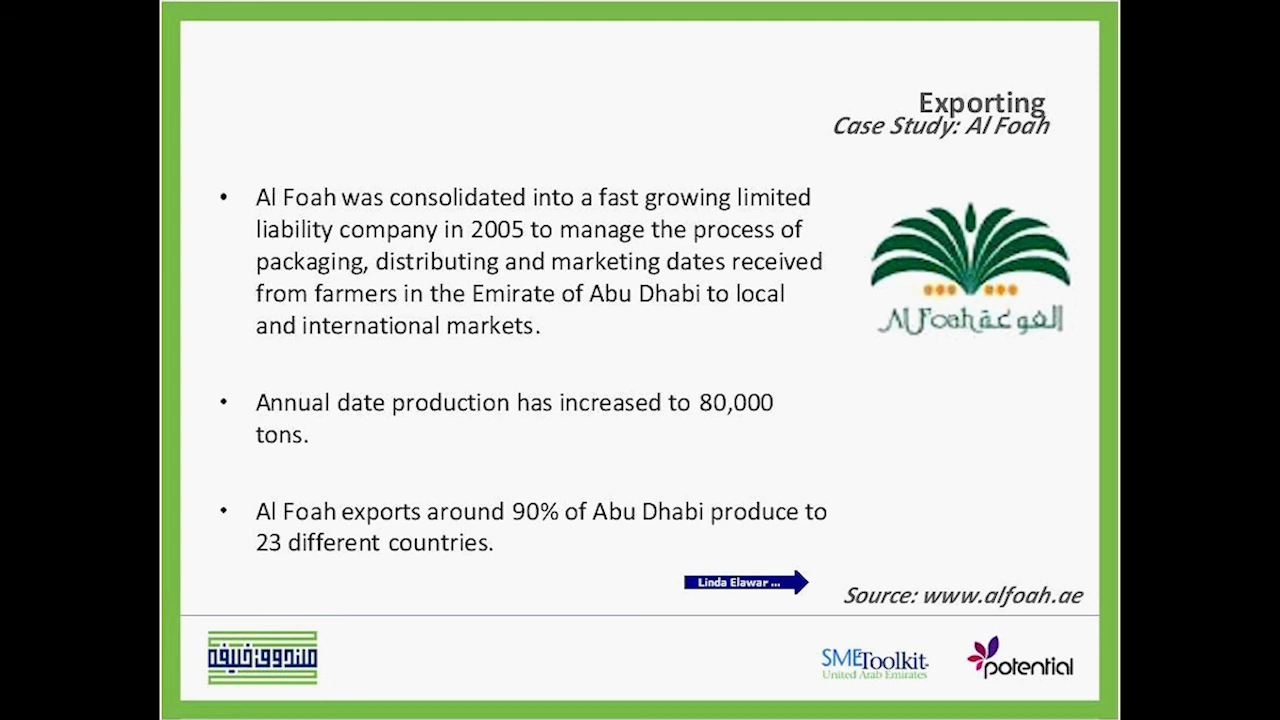 Exporting
Case Study: Al Foah
• Al Foah was consolidated into a fast growing limited
liability company in 2005 to manage the process of
packaging, distributing and marketing dates received
from farmers in the Emirate of Abu Dhabi to local
and international markets.
Al Foah الفوعة
• Annual date production has increased to 80,000
tons.
• Al Foah exports around 90% of Abu Dhabi produce to
23 different countries.
Linda Elawar ...
Source: www.alfoah.ae
صندوق خليفة
SMEToolkit
United Arab Emirates
potential